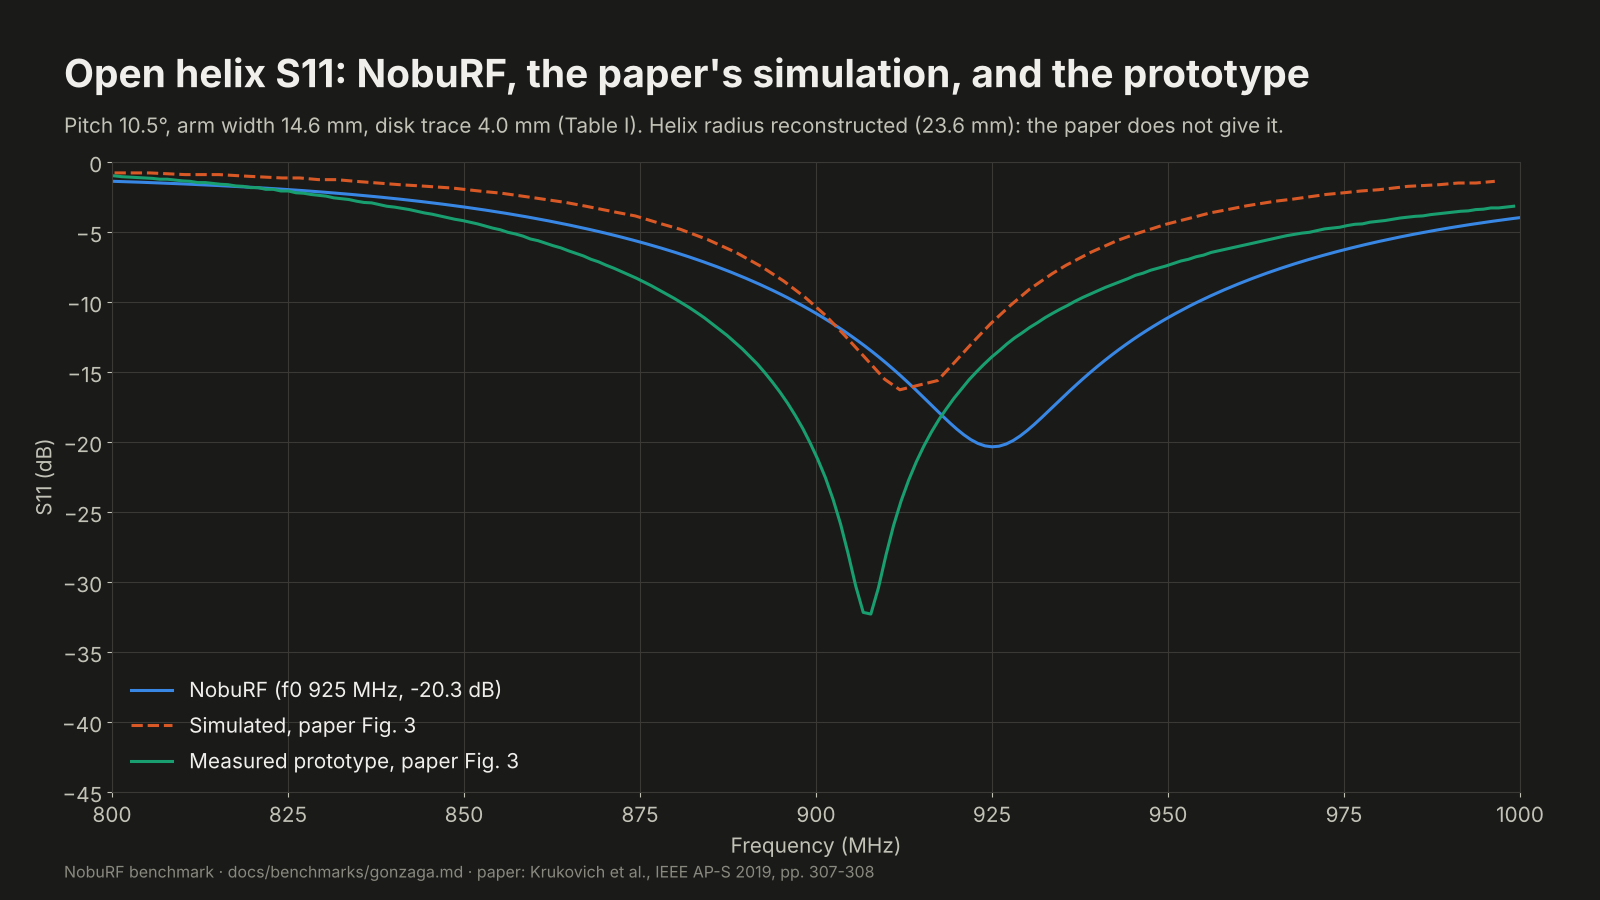 Open helix S11: NobuRF, the paper's simulation, and the prototype
Pitch 10.5°, arm width 14.6 mm, disk trace 4.0 mm (Table I). Helix radius reconstructed (23.6 mm): the paper does not give it.
0
−5
−10
−15
−20
−25
−30
−35
−40
−45
S11 (dB)
NobuRF (f0 925 MHz, -20.3 dB)
Simulated, paper Fig. 3
Measured prototype, paper Fig. 3
800 825 850 875 900 925 950 975 1000
Frequency (MHz)
NobuRF benchmark · docs/benchmarks/gonzaga.md · paper: Krukovich et al., IEEE AP-S 2019, pp. 307-308